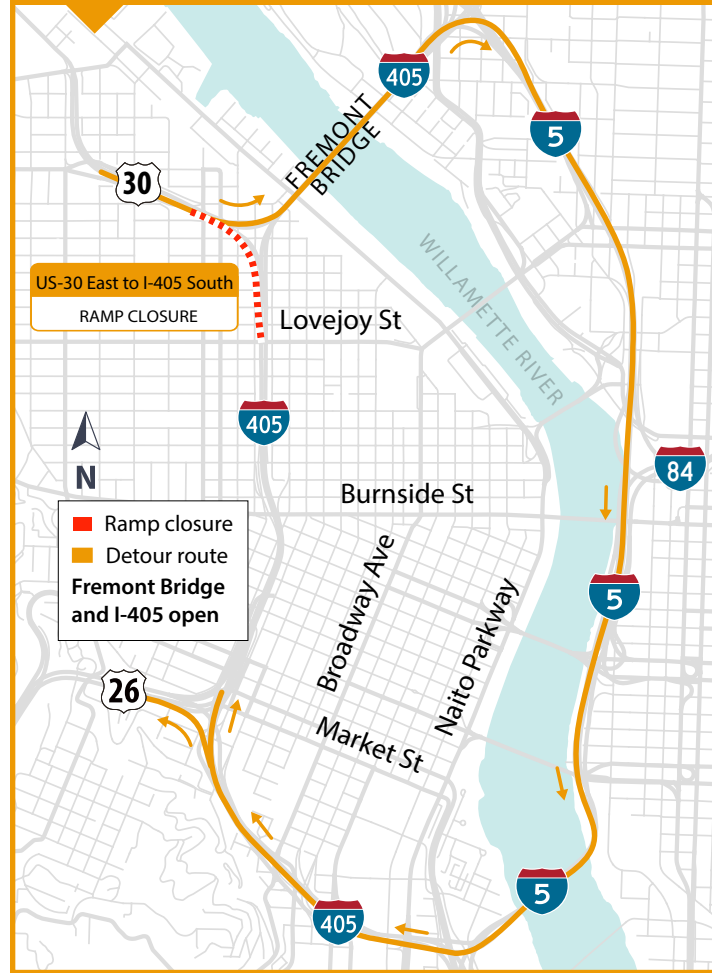 405
5
FREMONT
BRIDGE
30
WILLAMETTE RIVER
US-30 East to I-405 South
RAMP CLOSURE
Lovejoy St
405
84
N
Burnside St
Ramp closure
Detour route
Fremont Bridge
and I-405 open
Broadway Ave
5
Naito Parkway
26
Market St
5
405